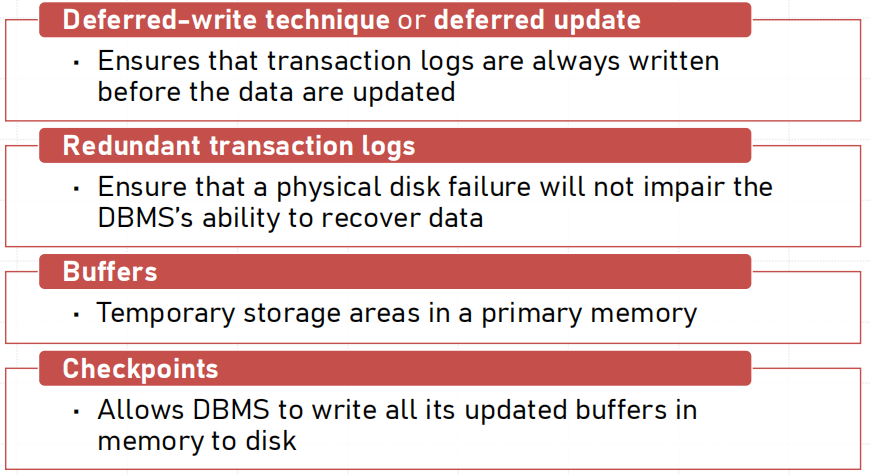 Deferred-write technique or deferred update
▪ Ensures that transaction logs are always written
before the data are updated
Redundant transaction logs
▪ Ensure that a physical disk failure will not impair the
DBMS's ability to recover data
Buffers
▪ Temporary storage areas in a primary memory
Checkpoints
▪ Allows DBMS to write all its updated buffers in
memory to disk